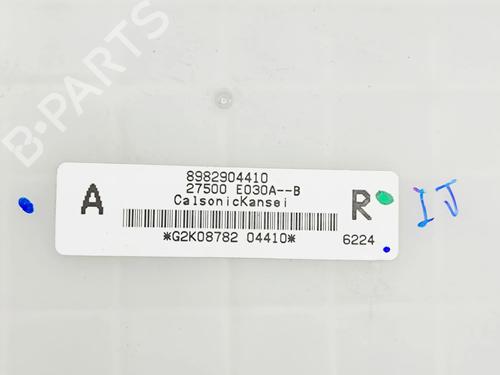 B-PARTS
8982904410
27500 E030A--B
CalsonicKansei
A
R
*G2K08782 04410*
6224
IJ